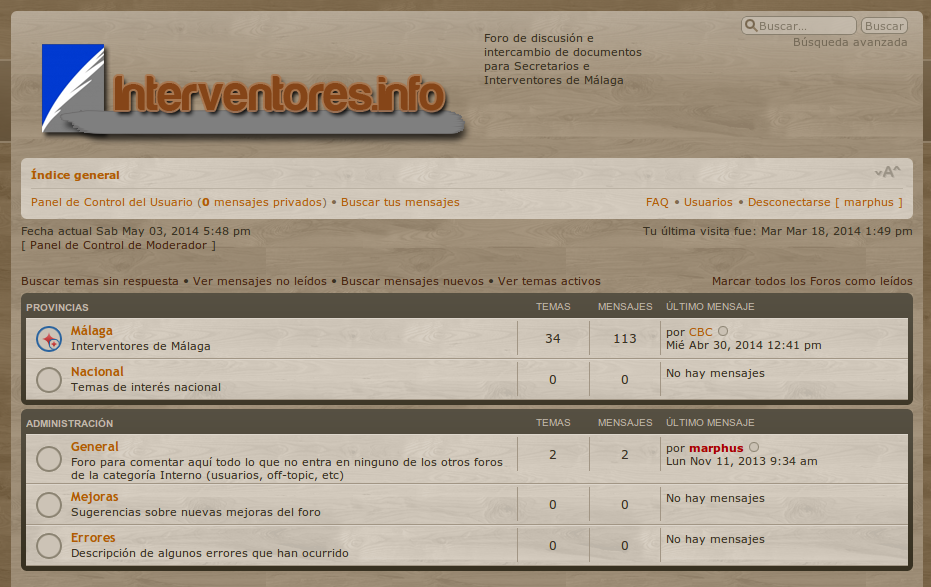 Buscar...
Buscar
Búsqueda avanzada
Interventores.info
Foro de discusión e
intercambio de documentos
para Secretarios e
Interventores de Málaga
Índice general
A
Panel de Control del Usuario (0 mensajes privados) • Buscar tus mensajes
FAQ • Usuarios • Desconectarse [ marphus ]
Fecha actual Sab May 03, 2014 5:48 pm
Tu última visita fue: Mar Mar 18, 2014 1:49 pm
[ Panel de Control de Moderador ]
Buscar temas sin respuesta • Ver mensajes no leídos • Buscar mensajes nuevos • Ver temas activos
Marcar todos los Foros como leídos
PROVINCIAS TEMAS MENSAJES ÚLTIMO MENSAJE
Málaga
Interventores de Málaga
34 113
por CBC
Mié Abr 30, 2014 12:41 pm
Nacional
Temas de interés nacional
0 0 No hay mensajes
ADMINISTRACIÓN TEMAS MENSAJES ÚLTIMO MENSAJE
General
Foro para comentar aquí todo lo que no entra en ninguno de los otros foros
de la categoría Interno (usuarios, off-topic, etc)
2 2
por marphus
Lun Nov 11, 2013 9:34 am
Mejoras
Sugerencias sobre nuevas mejoras del foro
0 0 No hay mensajes
Errores
Descripción de algunos errores que han ocurrido
0 0 No hay mensajes